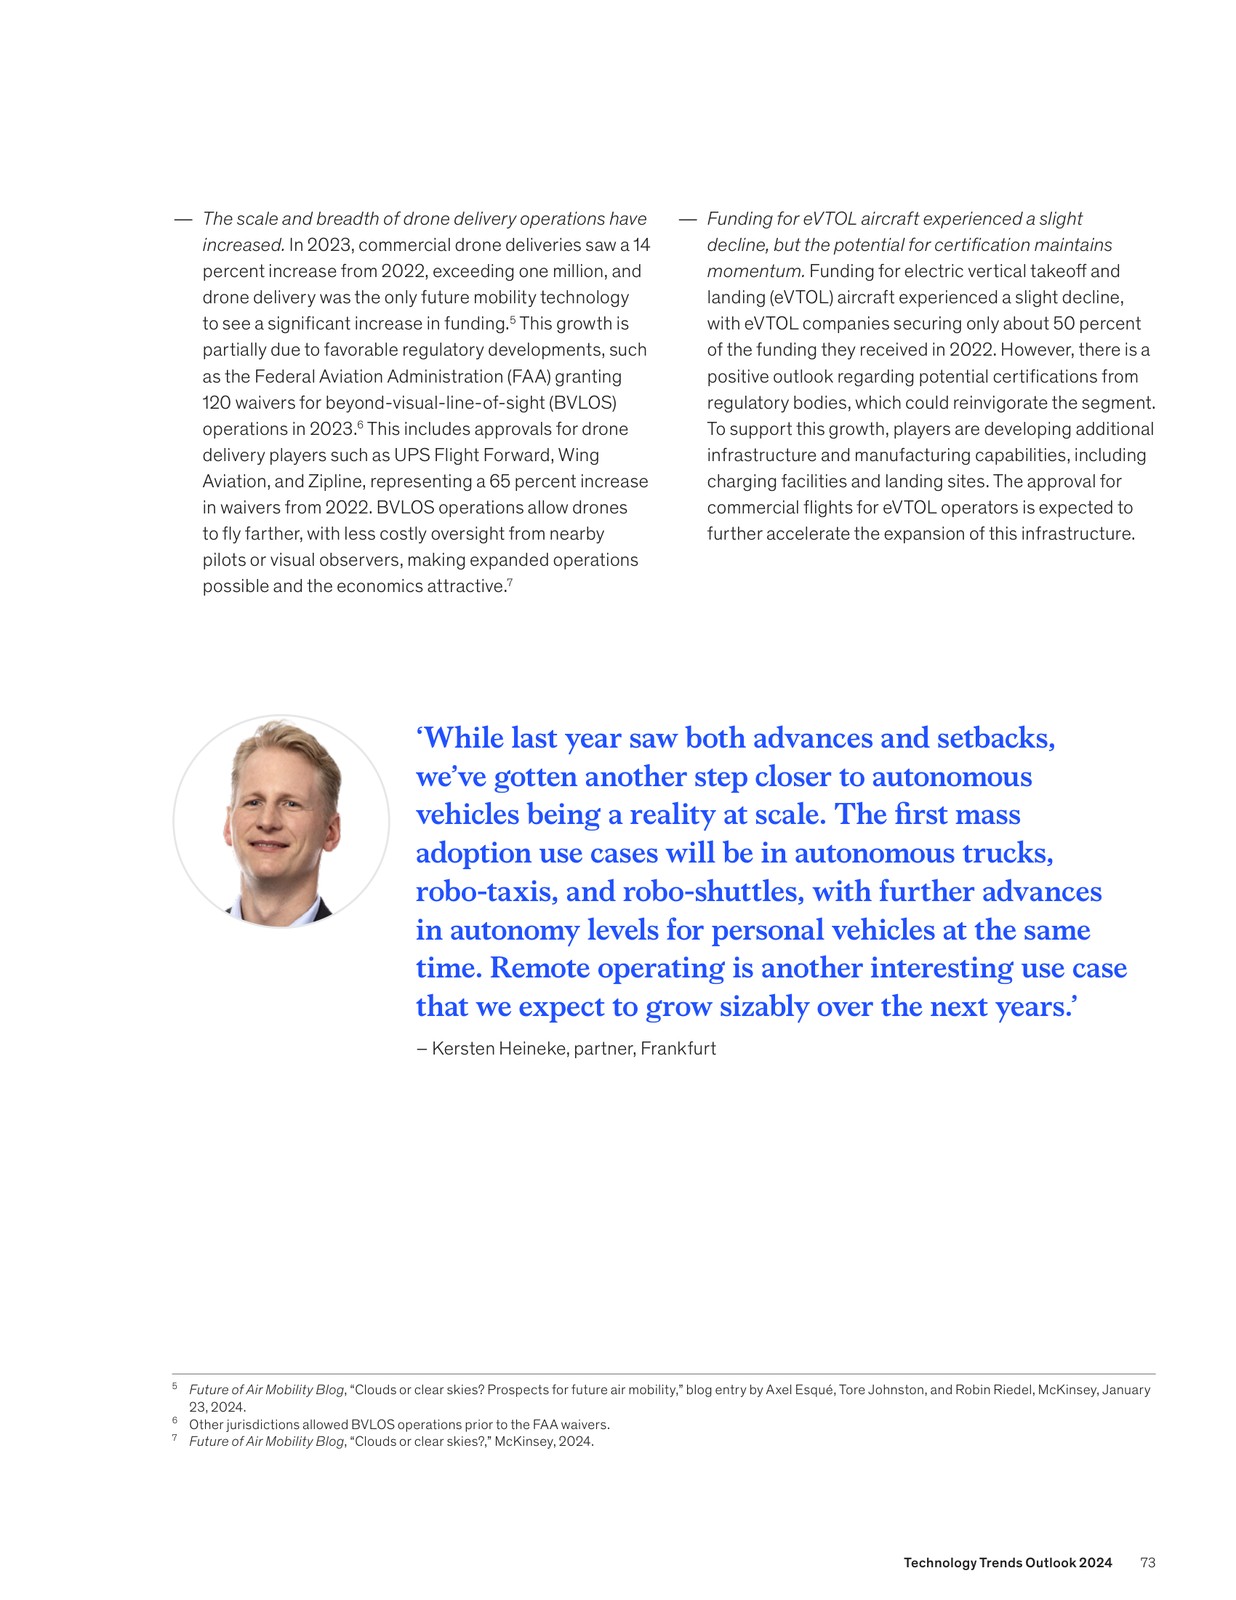 — The scale and breadth of drone delivery operations have
increased. In 2023, commercial drone deliveries saw a 14
percent increase from 2022, exceeding one million, and
drone delivery was the only future mobility technology
to see a significant increase in funding.5 This growth is
partially due to favorable regulatory developments, such
as the Federal Aviation Administration (FAA) granting
120 waivers for beyond-visual-line-of-sight (BVLOS)
operations in 2023.6 This includes approvals for drone
delivery players such as UPS Flight Forward, Wing
Aviation, and Zipline, representing a 65 percent increase
in waivers from 2022. BVLOS operations allow drones
to fly farther, with less costly oversight from nearby
pilots or visual observers, making expanded operations
possible and the economics attractive.7
— Funding for eVTOL aircraft experienced a slight
decline, but the potential for certification maintains
momentum. Funding for electric vertical takeoff and
landing (eVTOL) aircraft experienced a slight decline,
with eVTOL companies securing only about 50 percent
of the funding they received in 2022. However, there is a
positive outlook regarding potential certifications from
regulatory bodies, which could reinvigorate the segment.
To support this growth, players are developing additional
infrastructure and manufacturing capabilities, including
charging facilities and landing sites. The approval for
commercial flights for eVTOL operators is expected to
further accelerate the expansion of this infrastructure.
‘While last year saw both advances and setbacks,
we’ve gotten another step closer to autonomous
vehicles being a reality at scale. The first mass
adoption use cases will be in autonomous trucks,
robo-taxis, and robo-shuttles, with further advances
in autonomy levels for personal vehicles at the same
time. Remote operating is another interesting use case
that we expect to grow sizably over the next years.’
– Kersten Heineke, partner, Frankfurt
5 Future of Air Mobility Blog, “Clouds or clear skies? Prospects for future air mobility,” blog entry by Axel Esqué, Tore Johnston, and Robin Riedel, McKinsey, January
23, 2024.
6 Other jurisdictions allowed BVLOS operations prior to the FAA waivers.
7 Future of Air Mobility Blog, “Clouds or clear skies?,” McKinsey, 2024.
Technology Trends Outlook 2024 73